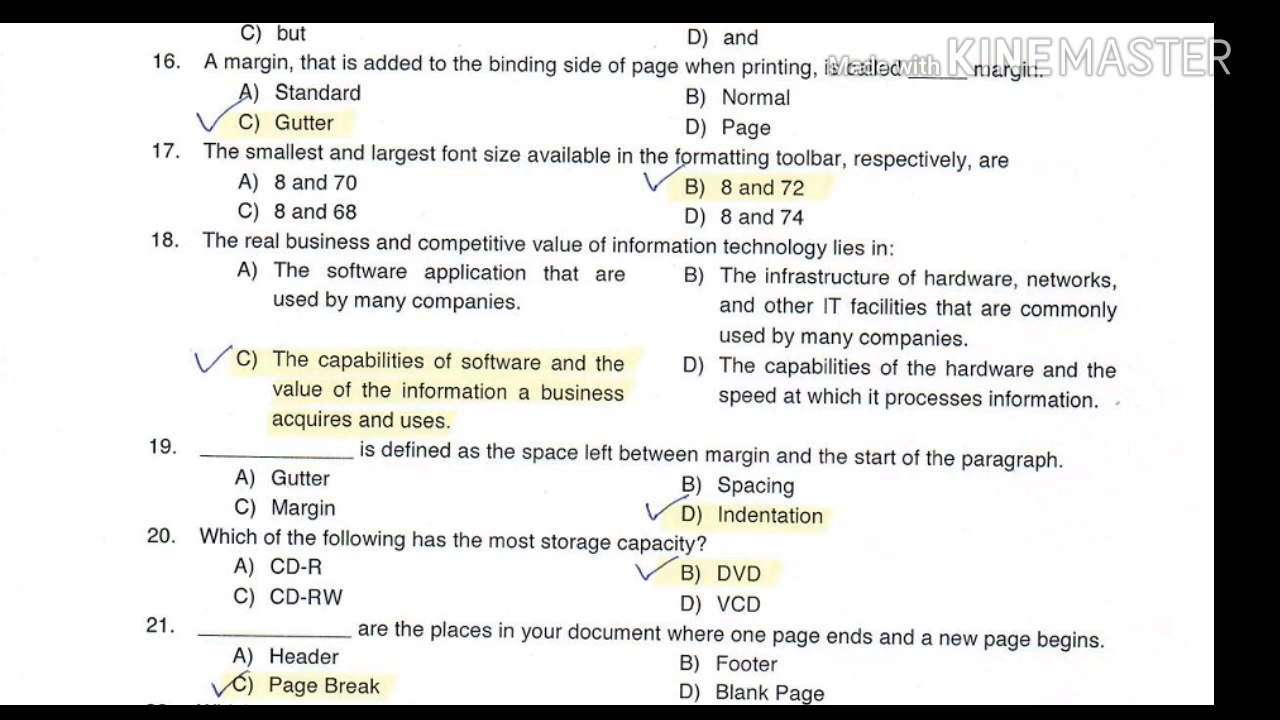 C) but D) and
16. A margin, that is added to the binding side of page when printing, is called _____ margin.
Made with KINEMASTER
A) Standard B) Normal
C) Gutter D) Page
17. The smallest and largest font size available in the formatting toolbar, respectively, are
A) 8 and 70 B) 8 and 72
C) 8 and 68 D) 8 and 74
18. The real business and competitive value of information technology lies in:
A) The software application that are
used by many companies.
B) The infrastructure of hardware, networks,
and other IT facilities that are commonly
used by many companies.
C) The capabilities of software and the
value of the information a business
acquires and uses.
D) The capabilities of the hardware and the
speed at which it processes information.
19. ______________ is defined as the space left between margin and the start of the paragraph.
A) Gutter B) Spacing
C) Margin D) Indentation
20. Which of the following has the most storage capacity?
A) CD-R B) DVD
C) CD-RW D) VCD
21. ______________ are the places in your document where one page ends and a new page begins.
A) Header B) Footer
C) Page Break D) Blank Page